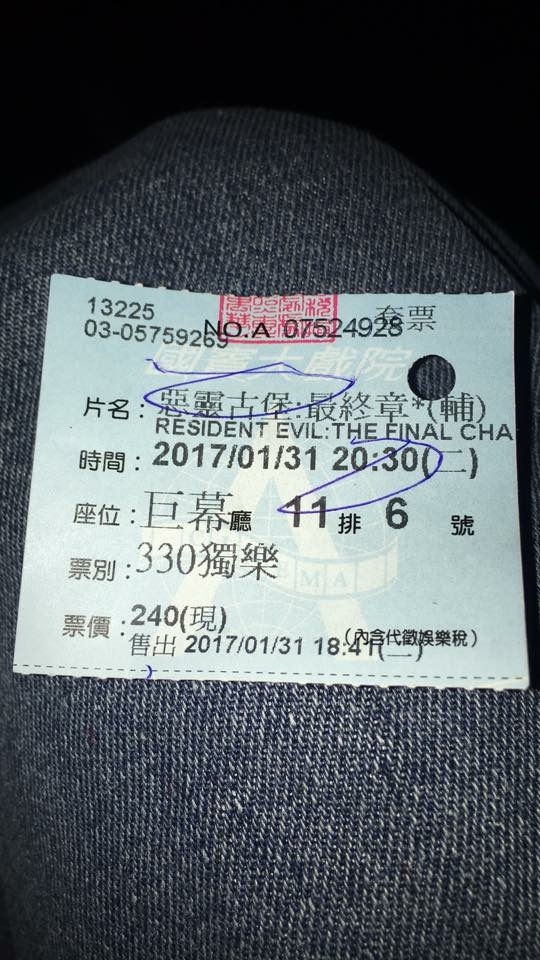 13225 套票
03-05759269 NO.A 07524928
國賓大戲院
片名：惡靈古堡:最終章*(輔)
RESIDENT EVIL:THE FINAL CHA
時間：2017/01/31 20:30(二)
座位：巨幕廳 11排 6 號
CINEMA
票別：330獨樂
票價：240(現)
售出 2017/01/31 18:41(二) (內含代徵娛樂稅)